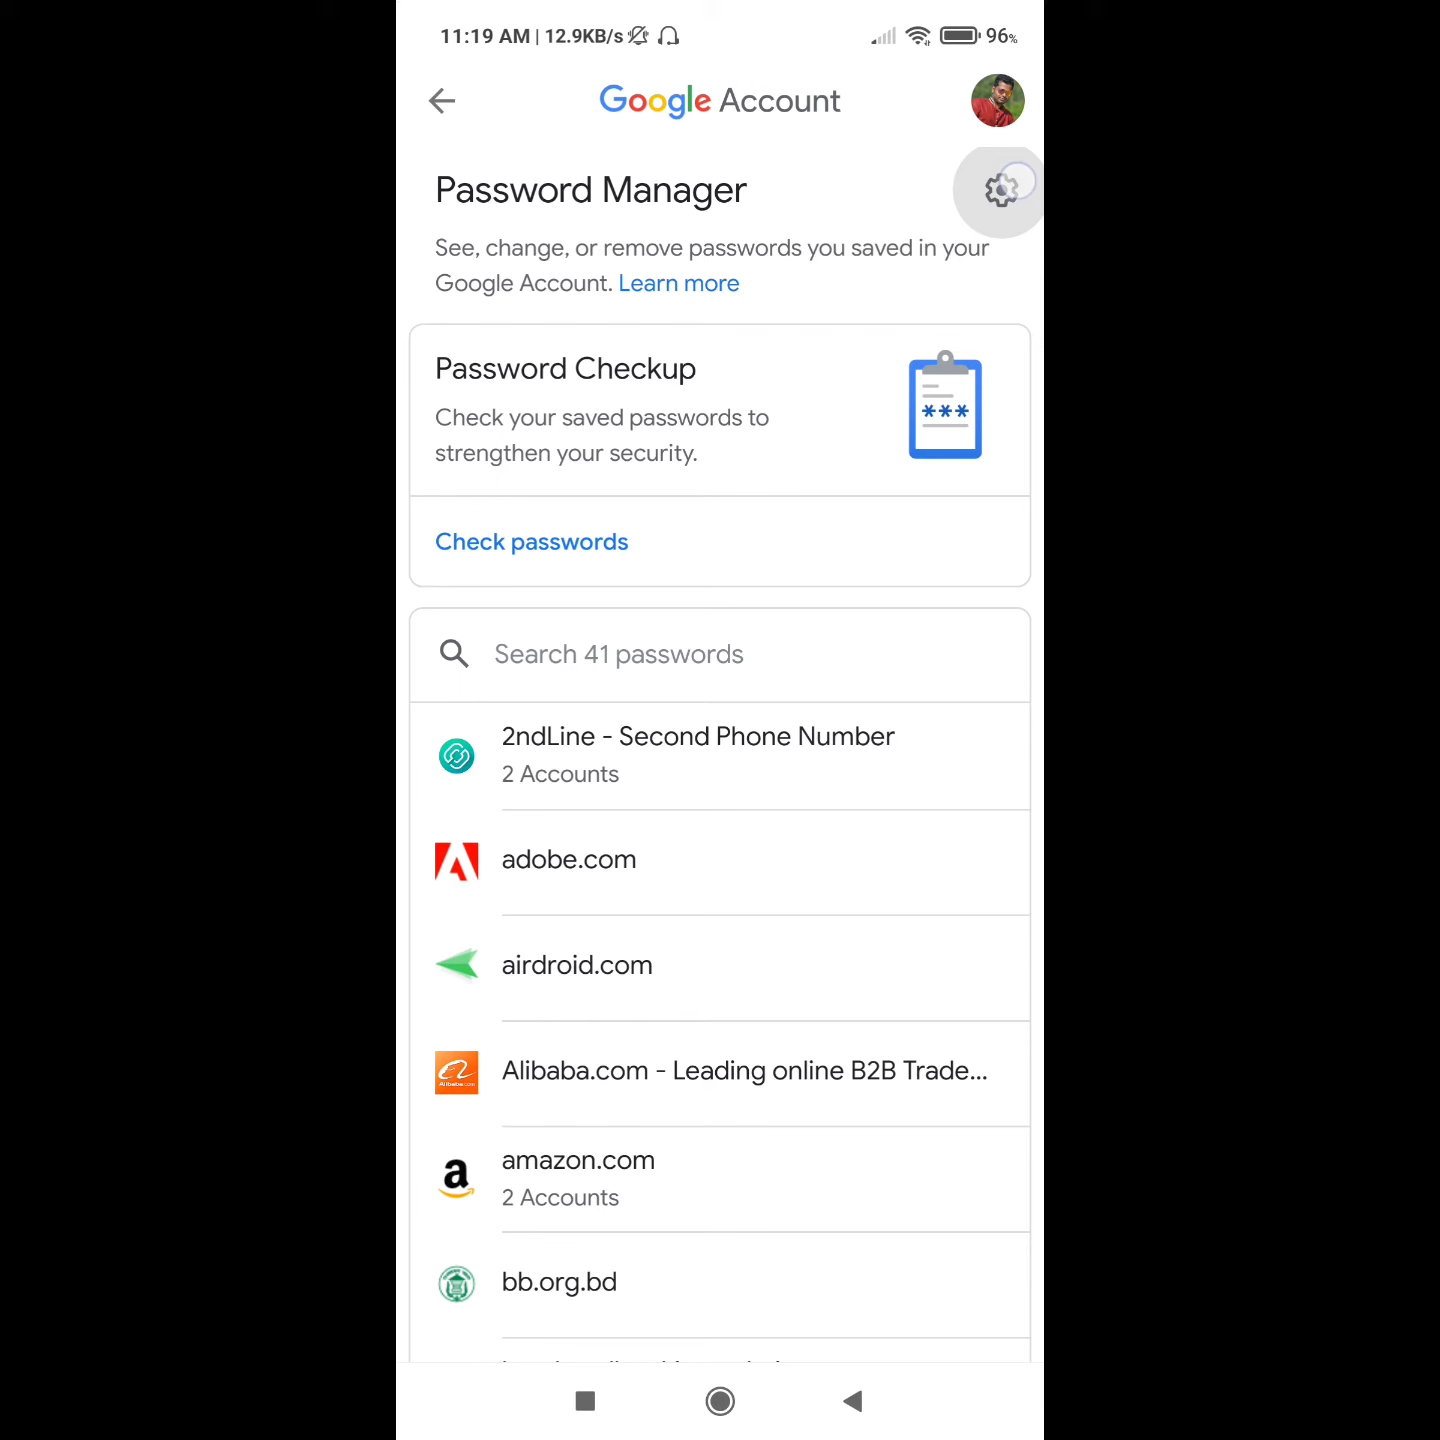 11:19 AM | 12.9KB/s
96%
Google Account
Password Manager
See, change, or remove passwords you saved in your
Google Account. Learn more
Password Checkup
Check your saved passwords to
strengthen your security.
***
Check passwords
Search 41 passwords
2ndLine - Second Phone Number
2 Accounts
adobe.com
airdroid.com
Alibaba.com
Alibaba.com - Leading online B2B Trade...
a
amazon.com
2 Accounts
bb.org.bd